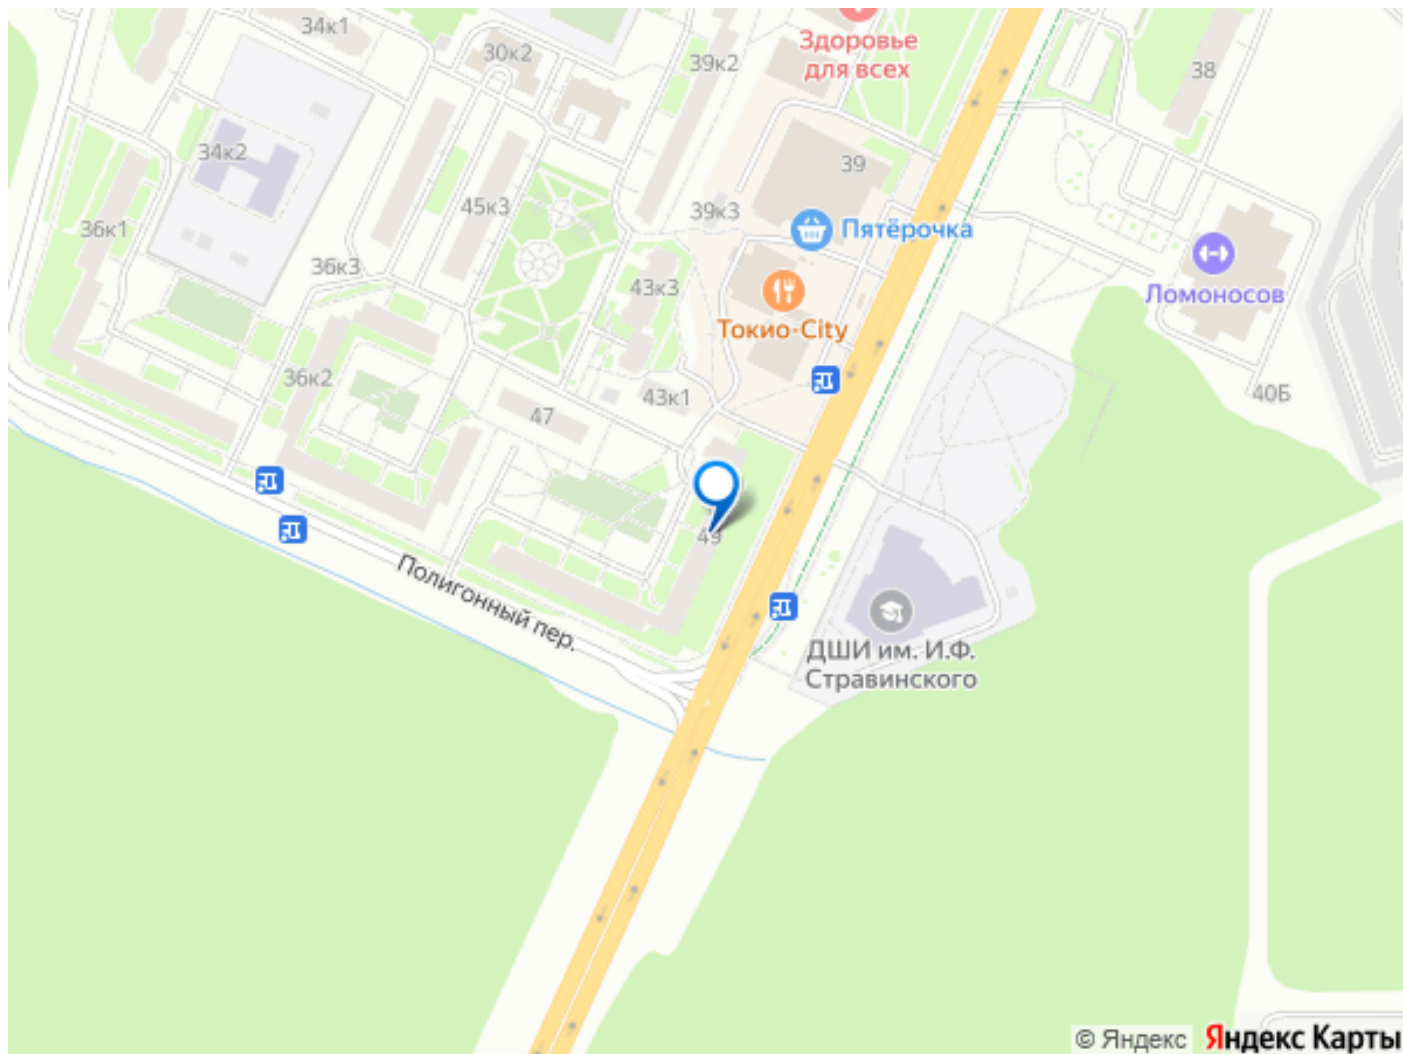 34к1
30к2
39к2
Здоровье
для всех
38
34к2
39
36к1
45к3
39к3
Пятёрочка
36к3
43к3
Ломоносов
Токио-City
36к2
43к1
47
40Б
49
Полигонный пер.
ДШИ им. И.Ф.
Стравинского
© Яндекс Яндекс Карты